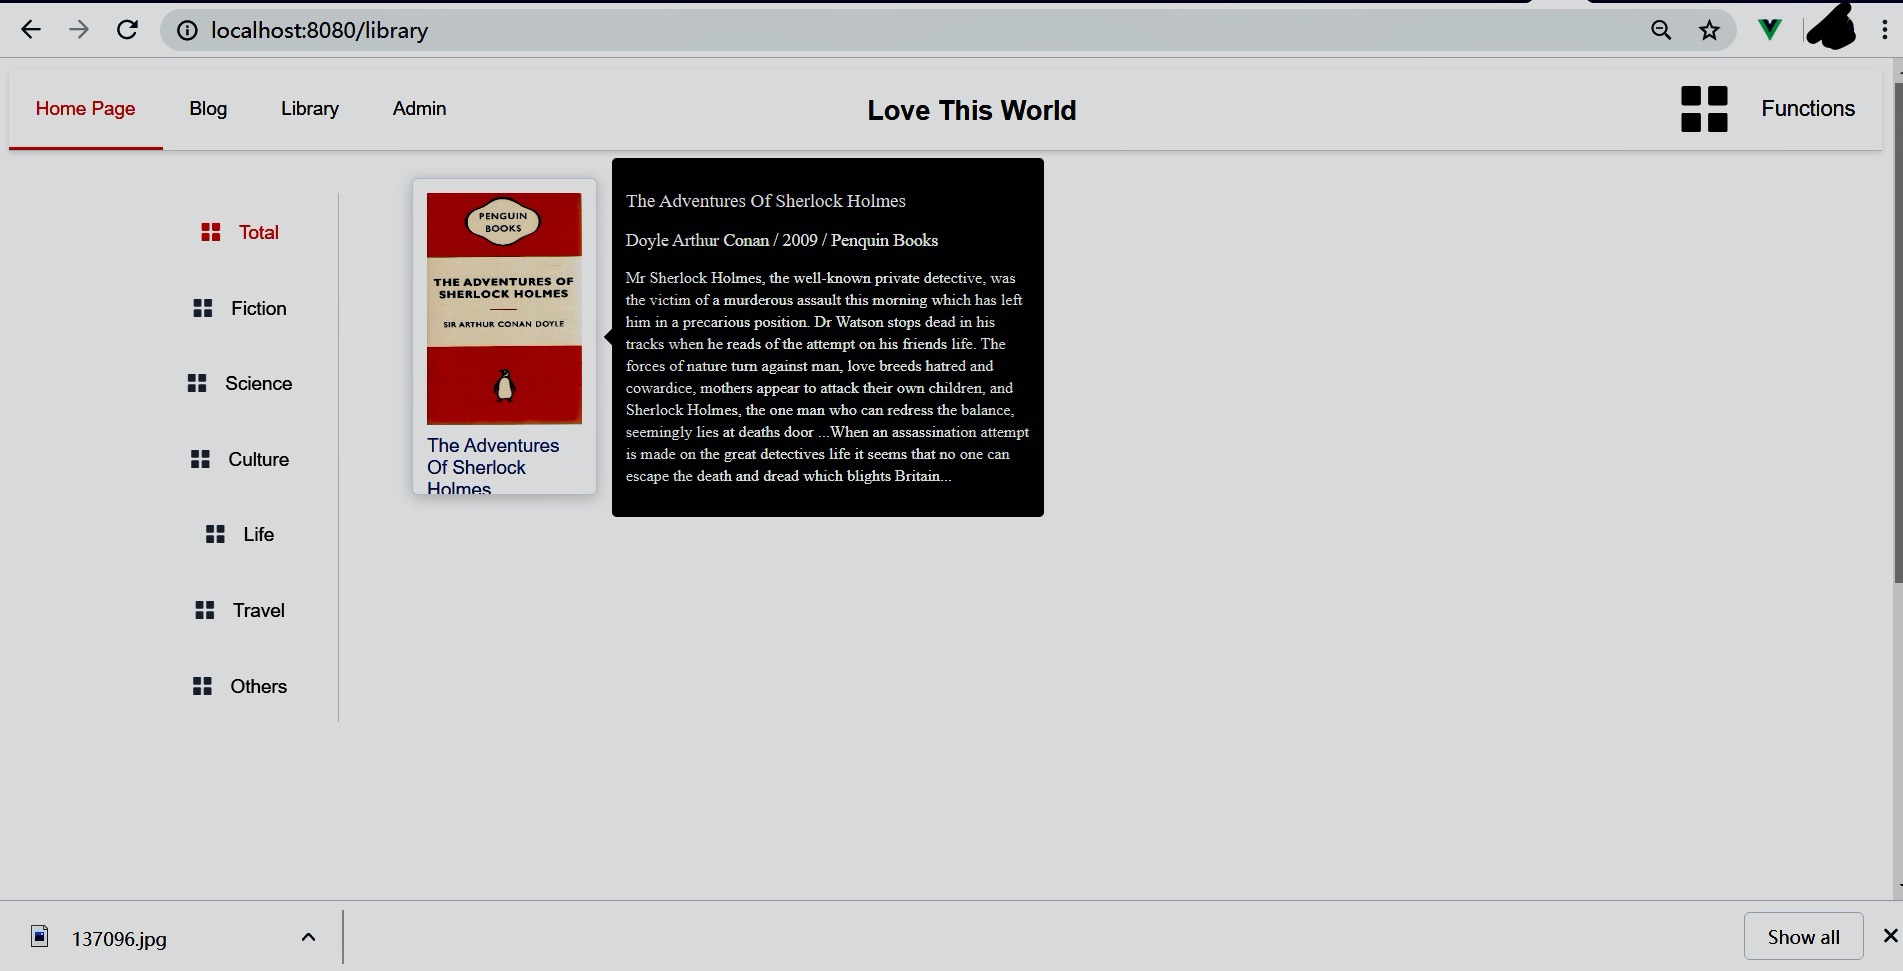 localhost:8080/library
Home Page
Blog
Library
Admin
Love This World
Functions
Total
Fiction
Science
Culture
Life
Travel
Others
PENGUIN
BOOKS
THE ADVENTURES OF
SHERLOCK HOLMES
SIR ARTHUR CONAN DOYLE
The Adventures
Of Sherlock
Holmes
The Adventures Of Sherlock Holmes
Doyle Arthur Conan / 2009 / Penquin Books
Mr Sherlock Holmes, the well-known private detective, was
the victim of a murderous assault this morning which has left
him in a precarious position. Dr Watson stops dead in his
tracks when he reads of the attempt on his friends life. The
forces of nature turn against man, love breeds hatred and
cowardice, mothers appear to attack their own children, and
Sherlock Holmes, the one man who can redress the balance,
seemingly lies at deaths door ...When an assassination attempt
is made on the great detectives life it seems that no one can
escape the death and dread which blights Britain...
137096.jpg
Show all